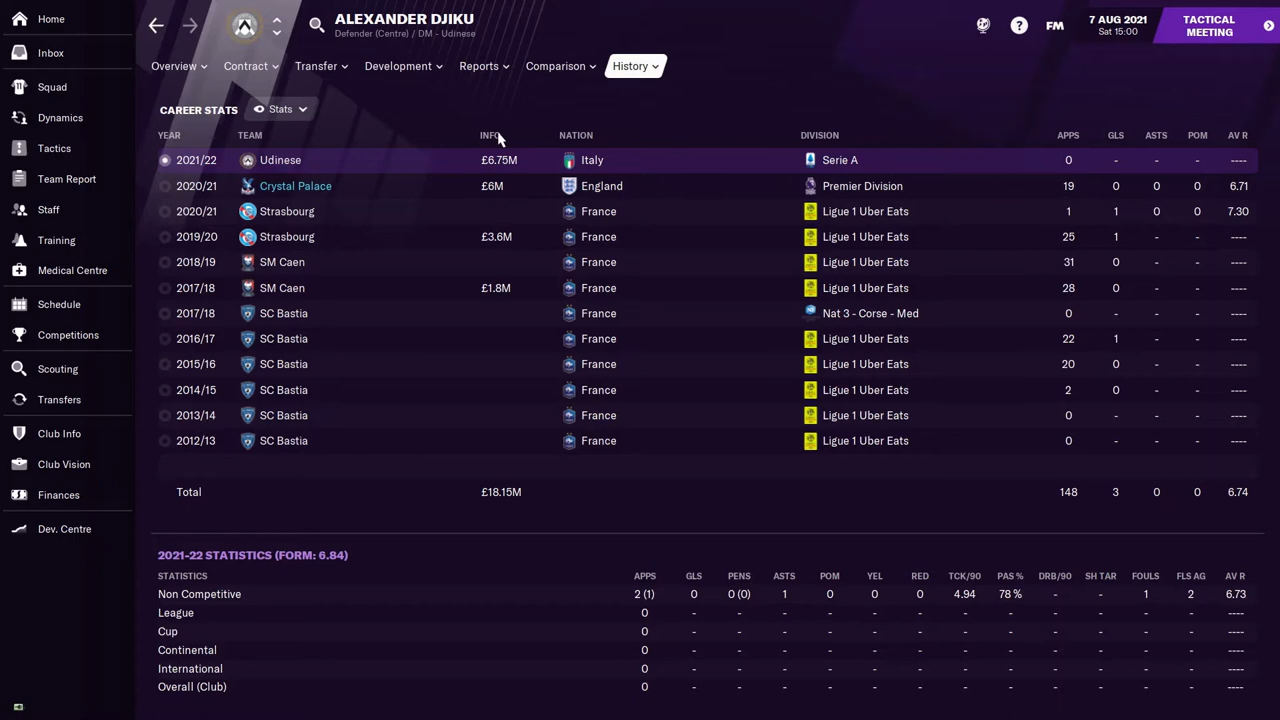 Home
ALEXANDER DJIKU
Defender (Centre) / DM - Udinese
FM
7 AUG 2021
Sat 15:00
TACTICAL
MEETING
Inbox
Overview Contract Transfer Development Reports Comparison History
Squad
Dynamics
Tactics
Team Report
Staff
Training
Medical Centre
Schedule
Competitions
Scouting
Transfers
Club Info
Club Vision
Finances
Dev. Centre
CAREER STATS Stats
YEAR TEAM INFO NATION DIVISION APPS GLS ASTS POM AV R
2021/22 Udinese £6.75M Italy Serie A 0 - - - ----
2020/21 Crystal Palace £6M England Premier Division 19 0 0 0 6.71
2020/21 Strasbourg France Ligue 1 Uber Eats 1 1 0 0 7.30
2019/20 Strasbourg £3.6M France Ligue 1 Uber Eats 25 1 - - ----
2018/19 SM Caen France Ligue 1 Uber Eats 31 0 - - ----
2017/18 SM Caen £1.8M France Ligue 1 Uber Eats 28 0 - - ----
2017/18 SC Bastia France Nat 3 - Corse - Med 0 - - - ----
2016/17 SC Bastia France Ligue 1 Uber Eats 22 1 - - ----
2015/16 SC Bastia France Ligue 1 Uber Eats 20 0 - - ----
2014/15 SC Bastia France Ligue 1 Uber Eats 2 0 - - ----
2013/14 SC Bastia France Ligue 1 Uber Eats 0 - - - ----
2012/13 SC Bastia France Ligue 1 Uber Eats 0 - - - ----
Total £18.15M 148 3 0 0 6.74
2021-22 STATISTICS (FORM: 6.84)
STATISTICS APPS GLS PENS ASTS POM YEL RED TCK/90 PAS % DRB/90 SH TAR FOULS FLS AG AV R
Non Competitive 2 (1) 0 0 (0) 1 0 0 0 4.94 78 % - - 1 2 6.73
League 0 - - - - - - - - - - - - ----
Cup 0 - - - - - - - - - - - - ----
Continental 0 - - - - - - - - - - - - ----
International 0 - - - - - - - - - - - - ----
Overall (Club) 0 - - - - - - - - - - - - ----